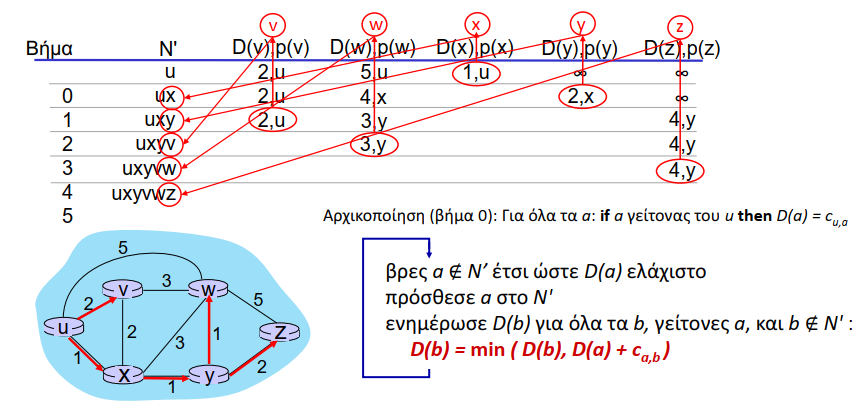 v w x y z
Βήμα N' D(v),p(v) D(w),p(w) D(x),p(x) D(y),p(y) D(z),p(z)
u 2,u 5,u 1,u ∞ ∞
0 ux 2,u 4,x 2,x ∞
1 uxy 2,u 3,y 4,y
2 uxyv 3,y 4,y
3 uxyvw 4,y
4 uxyvwz
5
Αρχικοποίηση (βήμα 0): Για όλα τα a: if a γείτονας του u then D(a) = cu,a
βρες a ∉ N' έτσι ώστε D(a) ελάχιστο
πρόσθεσε a στο N'
ενημέρωσε D(b) για όλα τα b, γείτονες a, και b ∉ N' :
D(b) = min ( D(b), D(a) + ca,b )
5
v 3 w 5
2
u 2 3 1 z
1
x 1 y 2